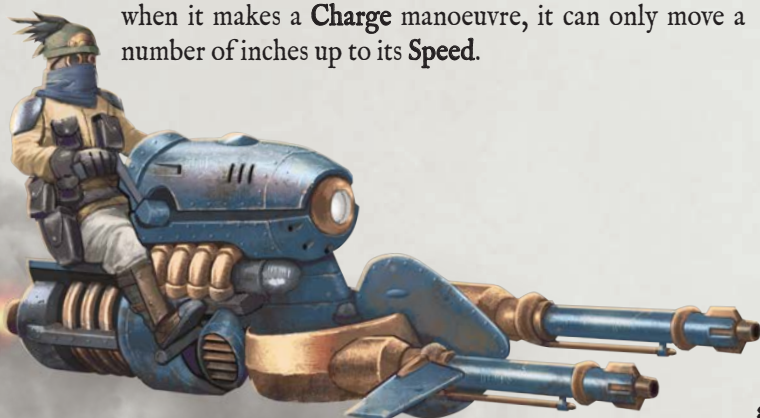 when it makes a Charge manoeuvre, it can only move a
number of inches up to its Speed.